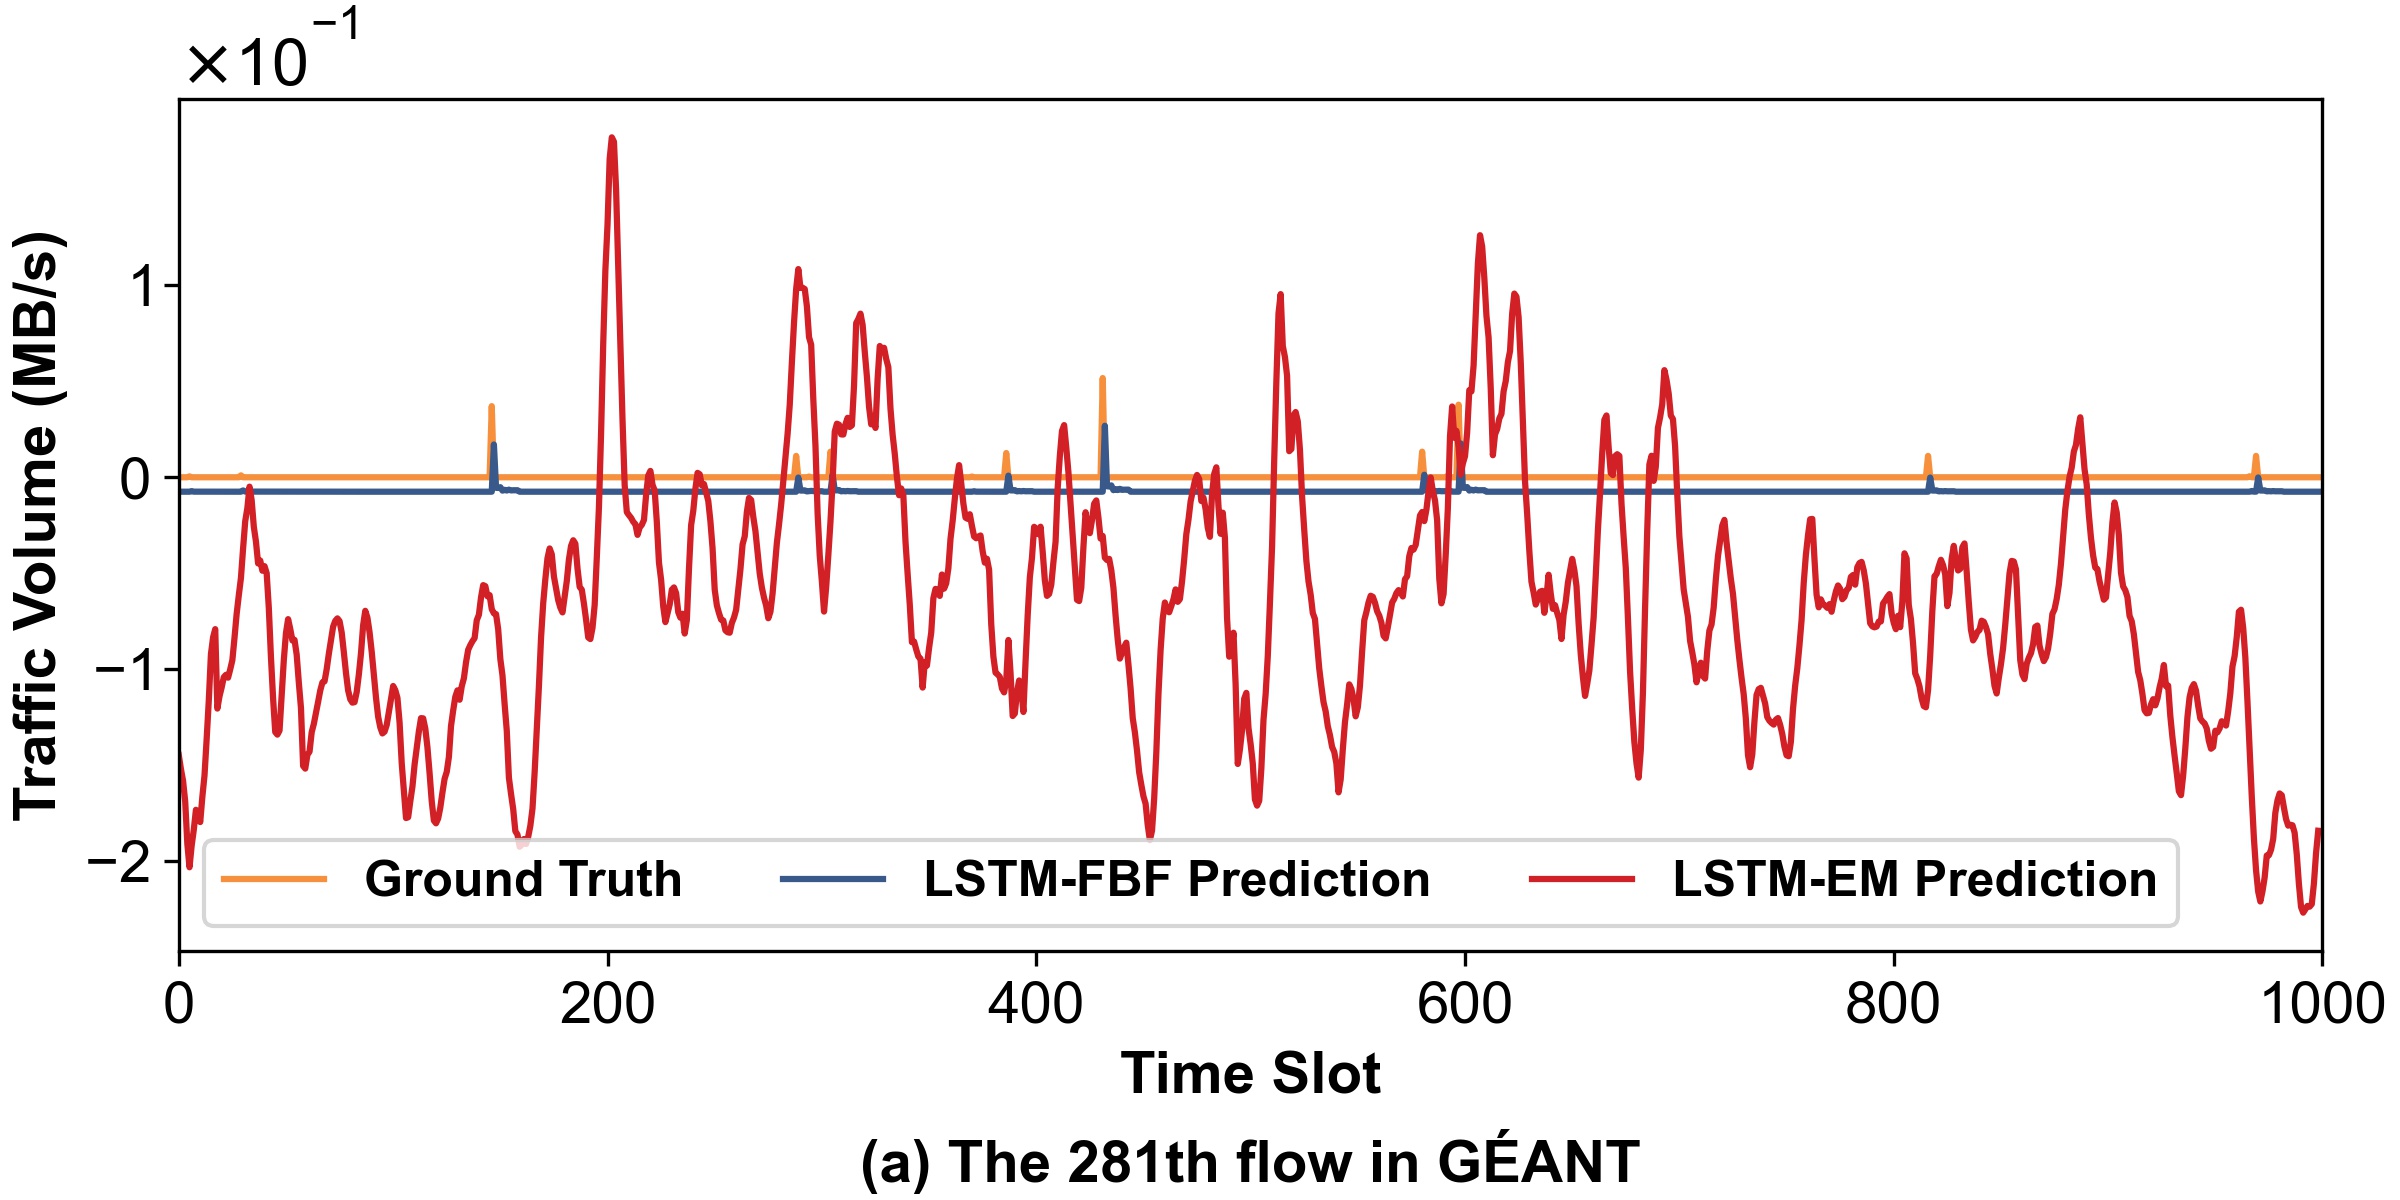 ×10⁻¹
Traffic Volume (MB/s)
1
0
−1
−2
Ground Truth LSTM-FBF Prediction LSTM-EM Prediction
0 200 400 600 800 1000
Time Slot
(a) The 281th flow in GÉANT